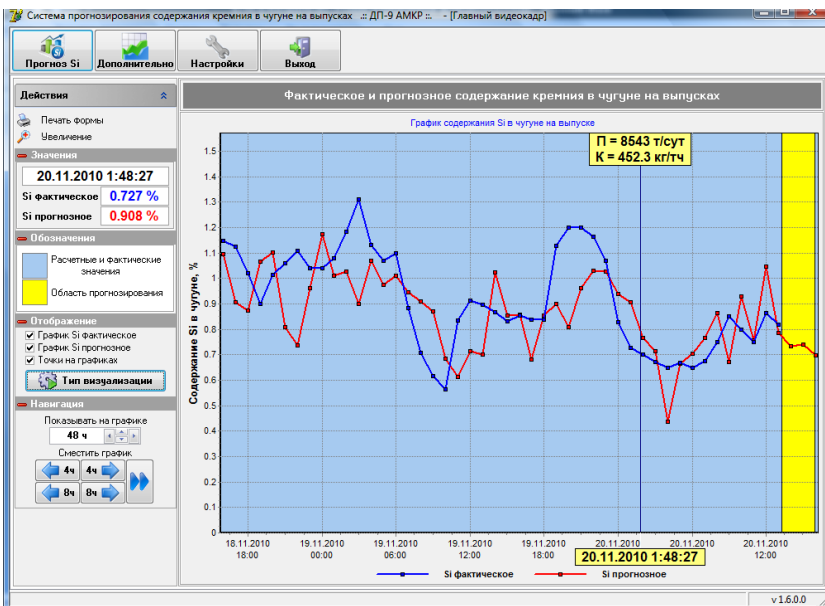 Система прогнозирования содержания кремния в чугуне на выпусках .:: ДП-9 АМКР ::. - [Главный видеокадр]
Прогноз Si Дополнительно Настройки Выход
Действия
Печать формы
Увеличение
Значения
20.11.2010 1:48:27
Si фактическое 0.727 %
Si прогнозное 0.908 %
Обозначения
Расчетные и фактические
значения
Область прогнозирования
Отображение
График Si фактическое
График Si прогнозное
Точки на графиках
Тип визуализации
Навигация
Показывать на графике
48 ч
Сместить график
4ч 4ч
8ч 8ч
Фактическое и прогнозное содержание кремния в чугуне на выпусках
График содержания Si в чугуне на выпуске
П = 8543 т/сут
К = 452.3 кг/тч
Содержание Si в чугуне, %
1.5
1.4
1.3
1.2
1.1
1
0.9
0.8
0.7
0.6
0.5
0.4
0.3
0.2
0.1
0
18.11.2010 19.11.2010 19.11.2010 19.11.2010 19.11.2010 20.11.2010 20.11.2010 20.11.2010
18:00 00:00 06:00 12:00 18:00 20.11.2010 1:48:27 12:00
Si фактическое Si прогнозное
v 1.6.0.0